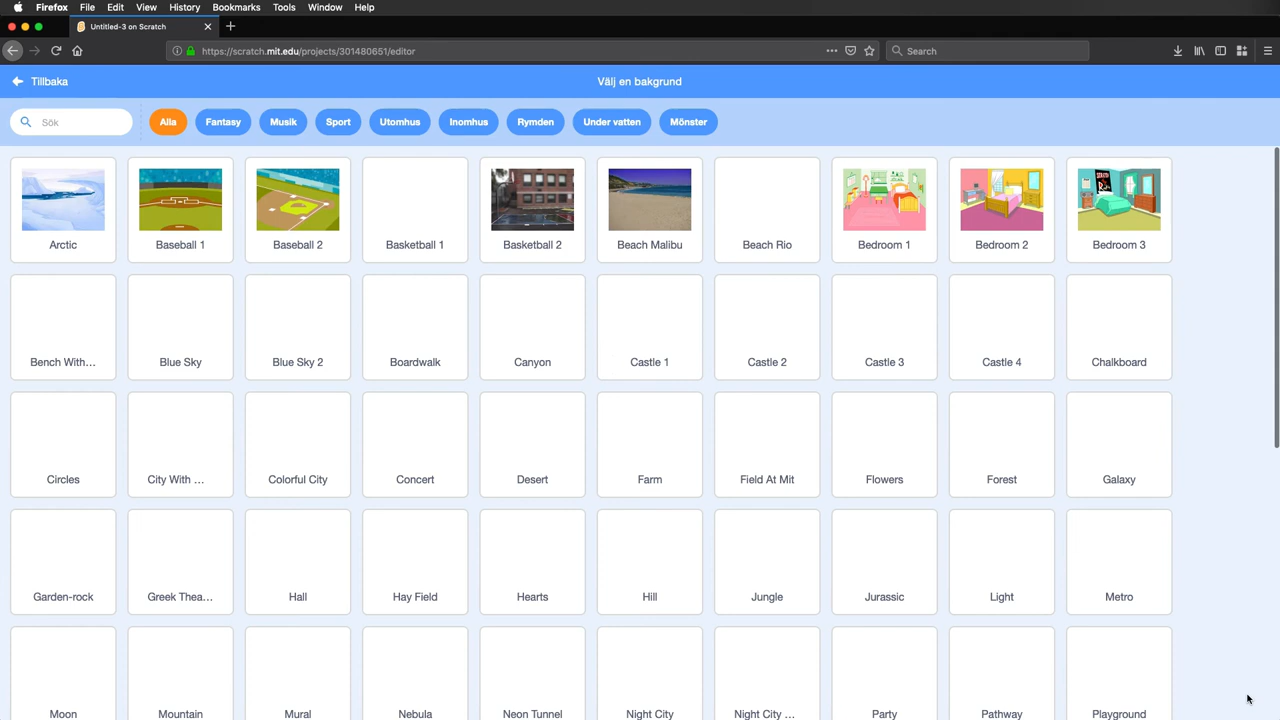 Firefox File Edit View History Bookmarks Tools Window Help
Untitled-3 on Scratch
https://scratch.mit.edu/projects/301480651/editor
Search
Tillbaka
Välj en bakgrund
Sök
Alla Fantasy Musik Sport Utomhus Inomhus Rymden Under vatten Mönster
Arctic Baseball 1 Baseball 2 Basketball 1 Basketball 2 Beach Malibu Beach Rio Bedroom 1 Bedroom 2 Bedroom 3
Bench With... Blue Sky Blue Sky 2 Boardwalk Canyon Castle 1 Castle 2 Castle 3 Castle 4 Chalkboard
Circles City With ... Colorful City Concert Desert Farm Field At Mit Flowers Forest Galaxy
Garden-rock Greek Thea... Hall Hay Field Hearts Hill Jungle Jurassic Light Metro
Moon Mountain Mural Nebula Neon Tunnel Night City Night City ... Party Pathway Playground